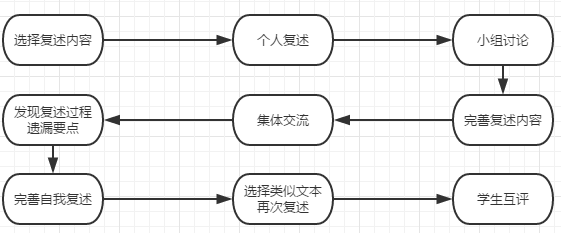 选择复述内容
个人复述
小组讨论
完善复述内容
集体交流
发现复述过程
遗漏要点
完善自我复述
选择类似文本
再次复述
学生互评